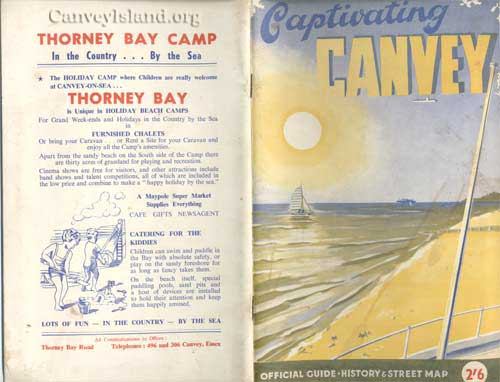 CanveyIsland.org
THORNEY BAY CAMP
In the Country . . . By the Sea
★ The HOLIDAY CAMP where Children are really welcome
at CANVEY-ON-SEA . . .
THORNEY BAY
is Unique in HOLIDAY BEACH CAMPS
For Grand Week-ends and Holidays in the Country by the Sea
in
FURNISHED CHALETS
Or bring your Caravan . . . or Rent a Site for your Caravan and
enjoy all the Camp's amenities.
Apart from the sandy beach on the South side of the Camp there
are thirty acres of grassland for playing and recreation.
Cinema shows are free for visitors, and other attractions include
band shows and talent competitions, all of which are included in
the low price and combine to make a "happy holiday by the sea."
A Maypole Super Market
Supplies Everything
CAFE GIFTS NEWSAGENT
CATERING FOR THE
KIDDIES
Children can swim and paddle in
the Bay with absolute safety, or
play on the sandy foreshore for
as long as fancy takes them.
On the beach itself, special
paddling pools, sand pits and
a host of devices are installed
to hold their attention and keep
them happily amused.
LOTS OF FUN — IN THE COUNTRY — BY THE SEA
All Communications to Offices:
Thorney Bay Road Telephones: 496 and 306 Canvey, Essex
Captivating
CANVEY
OFFICIAL GUIDE · HISTORY & STREET MAP 2'6